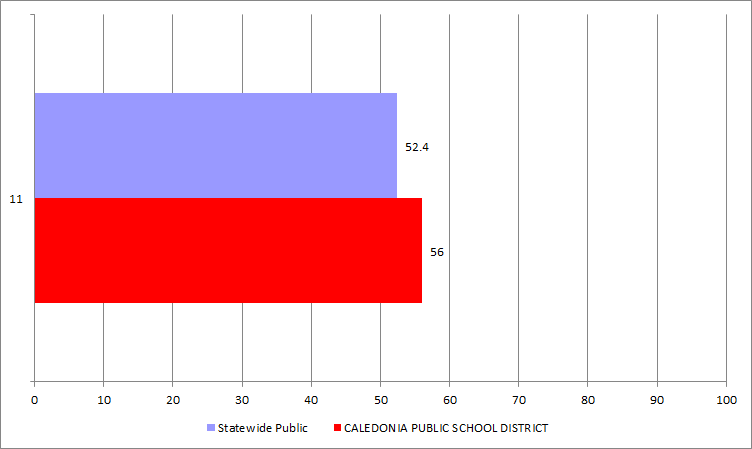 52.4
11
56
0 10 20 30 40 50 60 70 80 90 100
Statewide Public CALEDONIA PUBLIC SCHOOL DISTRICT